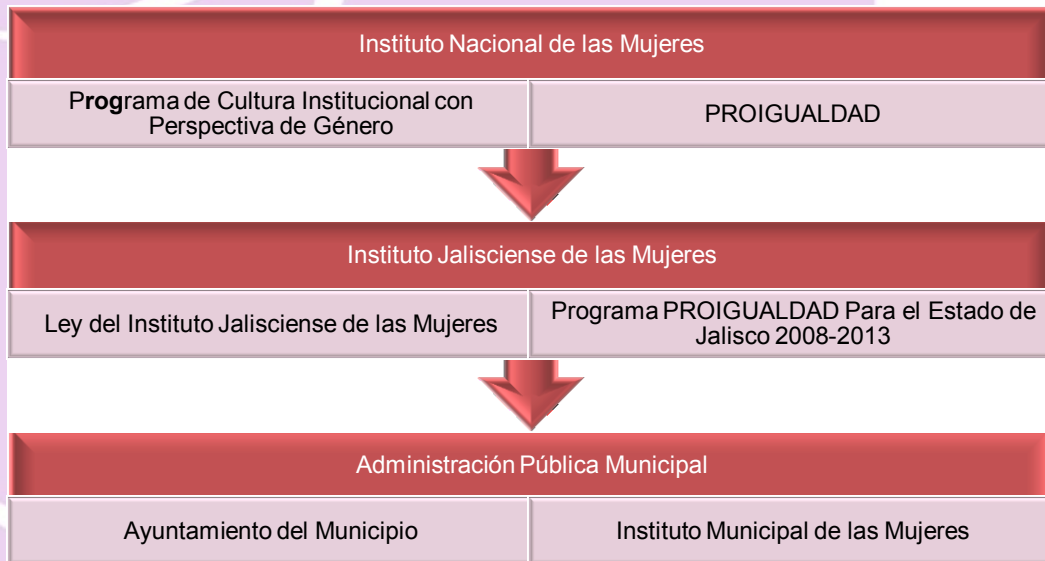 Instituto Nacional de las Mujeres
Programa de Cultura Institucional con
Perspectiva de Género
PROIGUALDAD
Instituto Jalisciense de las Mujeres
Ley del Instituto Jalisciense de las Mujeres
Programa PROIGUALDAD Para el Estado de
Jalisco 2008-2013
Administración Pública Municipal
Ayuntamiento del Municipio
Instituto Municipal de las Mujeres